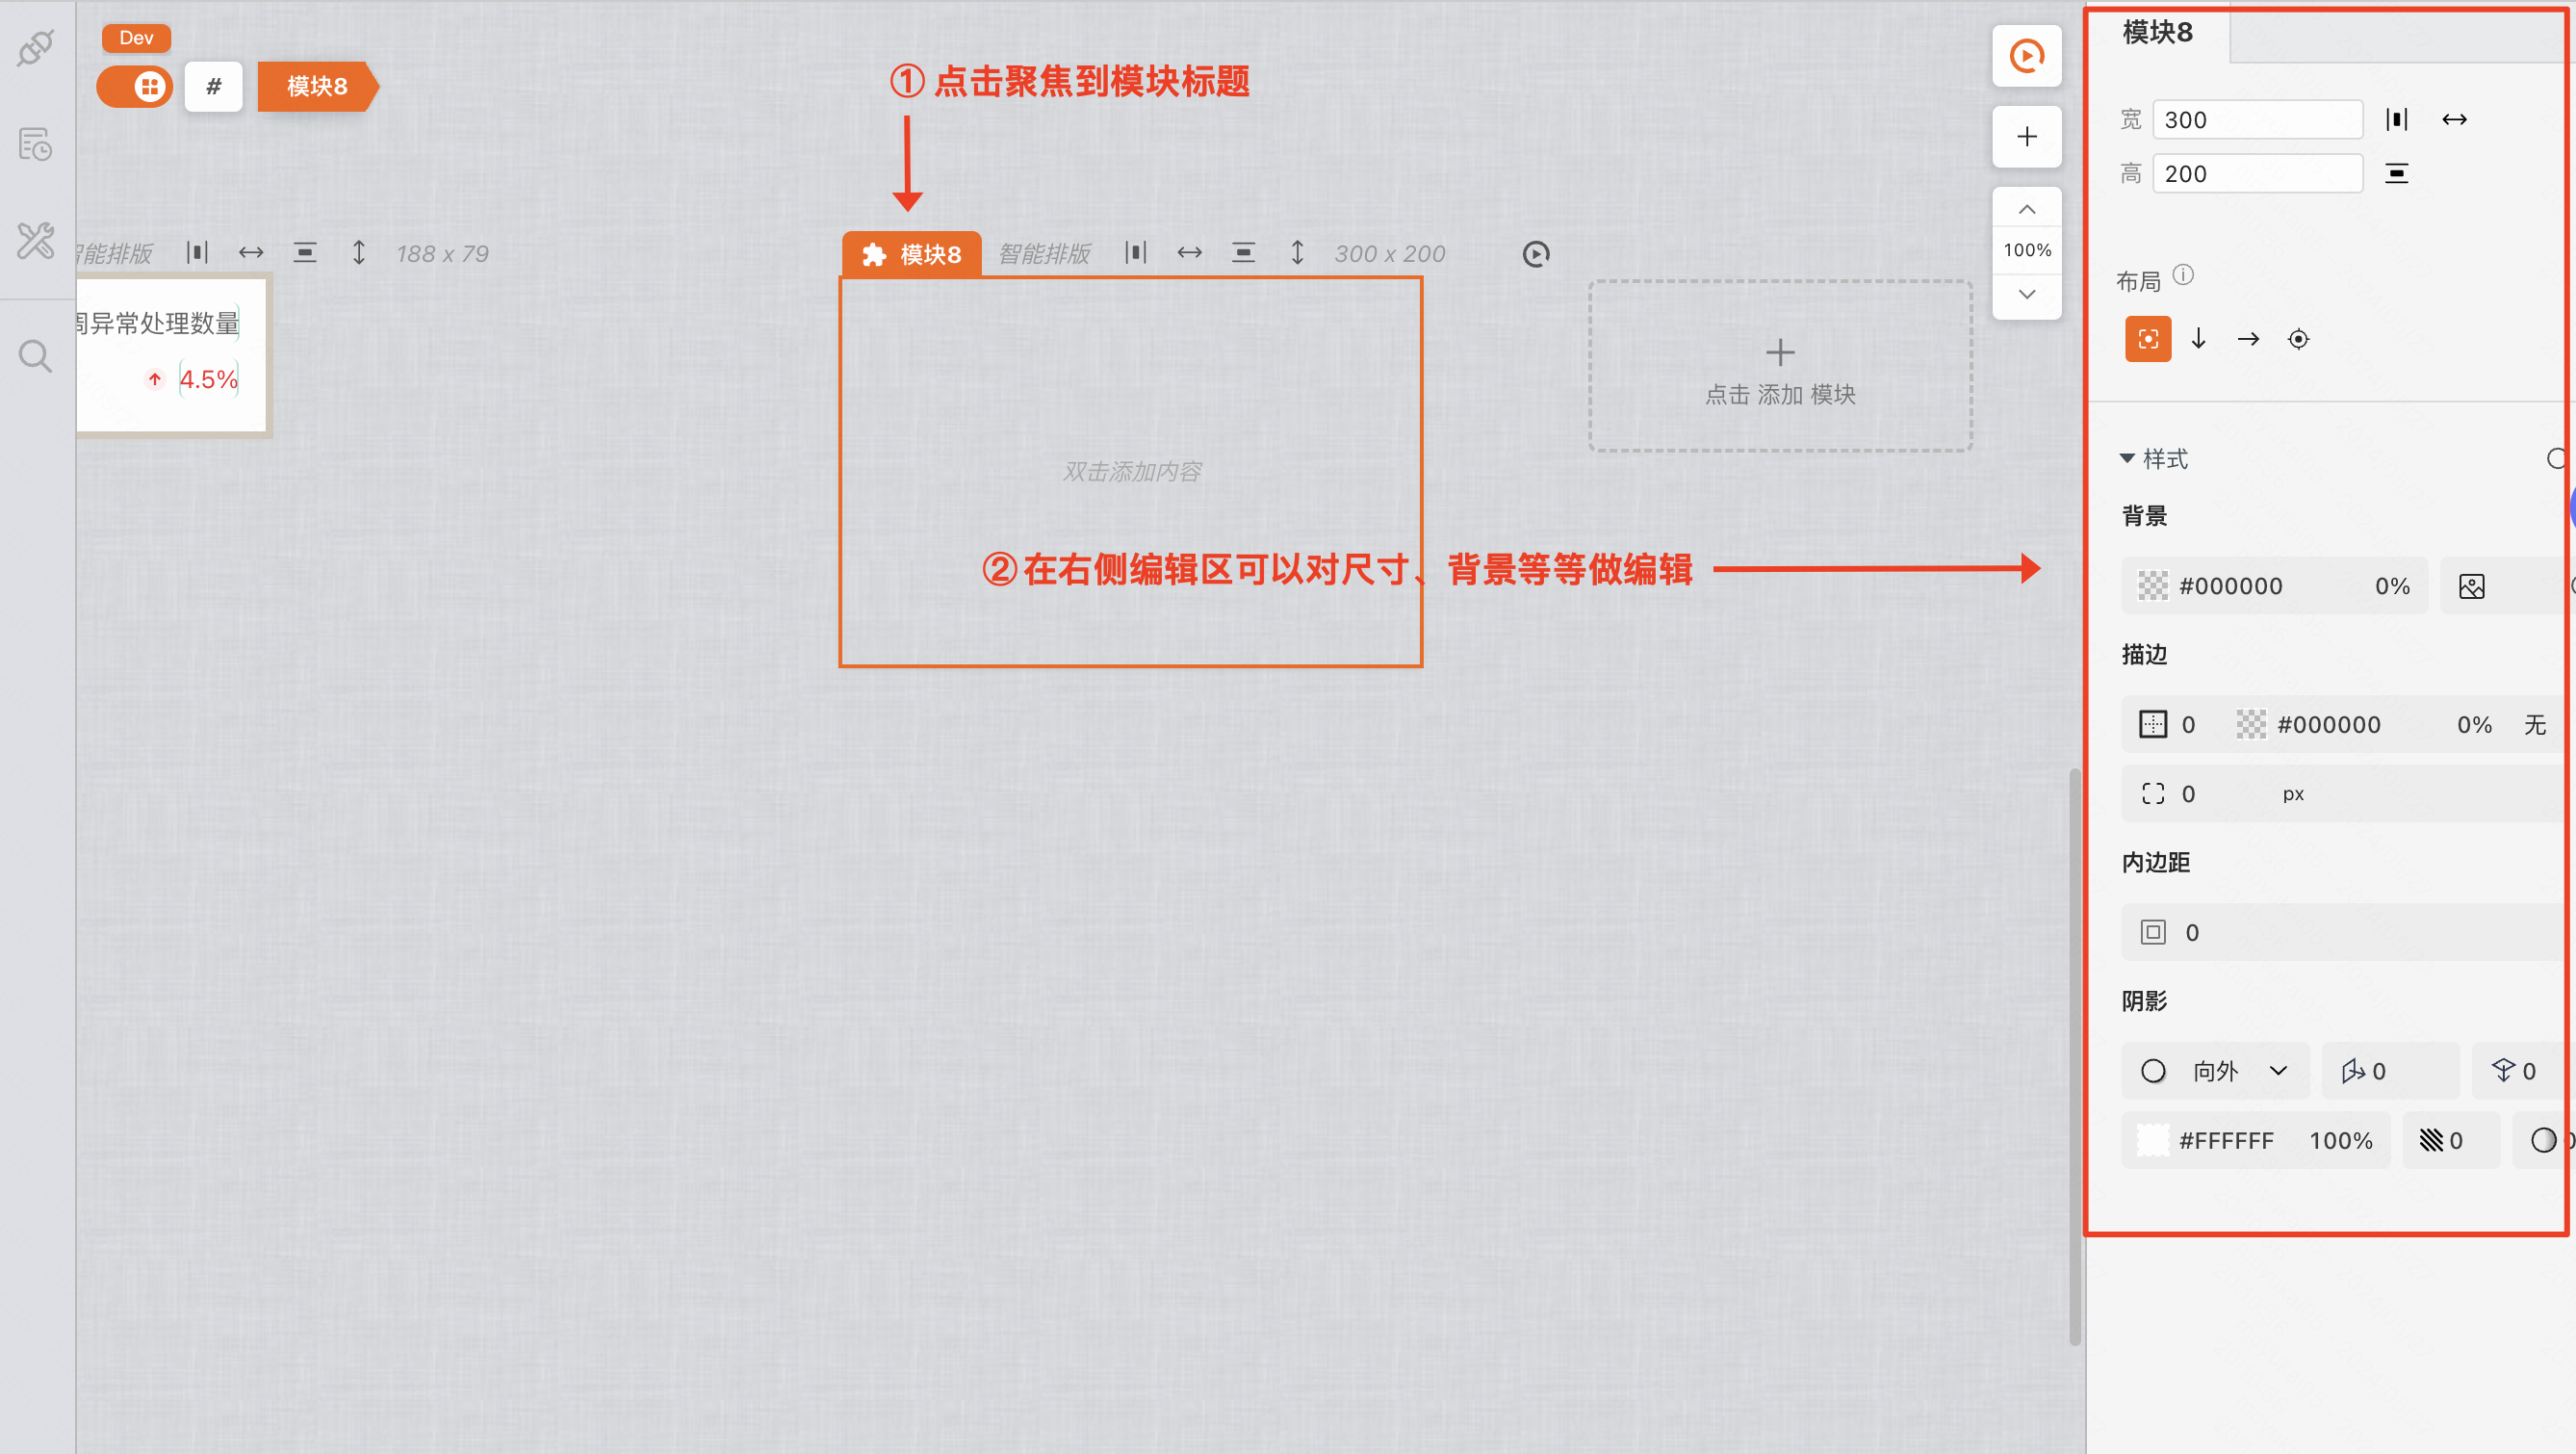 Dev
# 模块8
① 点击聚焦到模块标题
能排版 188 x 79
周异常处理数量
4.5%
模块8 智能排版 300 x 200
双击添加内容
点击 添加 模块
100%
② 在右侧编辑区可以对尺寸、背景等等做编辑
模块8
宽 300
高 200
布局
样式
背景
#000000 0%
描边
0 #000000 0% 无
0 px
内边距
0
阴影
向外 0 0
#FFFFFF 100% 0 0